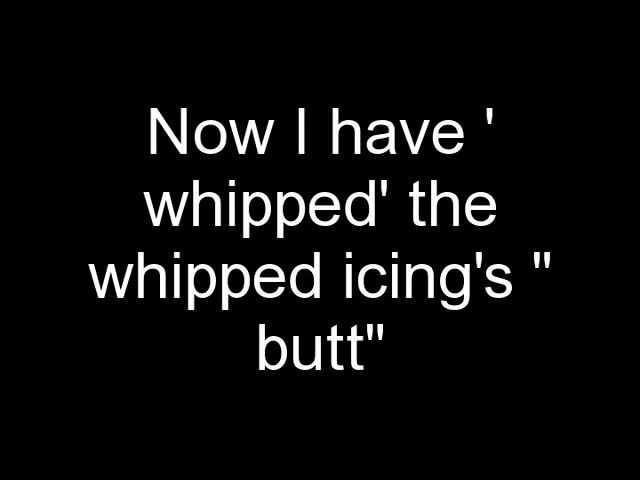 Now I have '
whipped' the
whipped icing's "
butt"